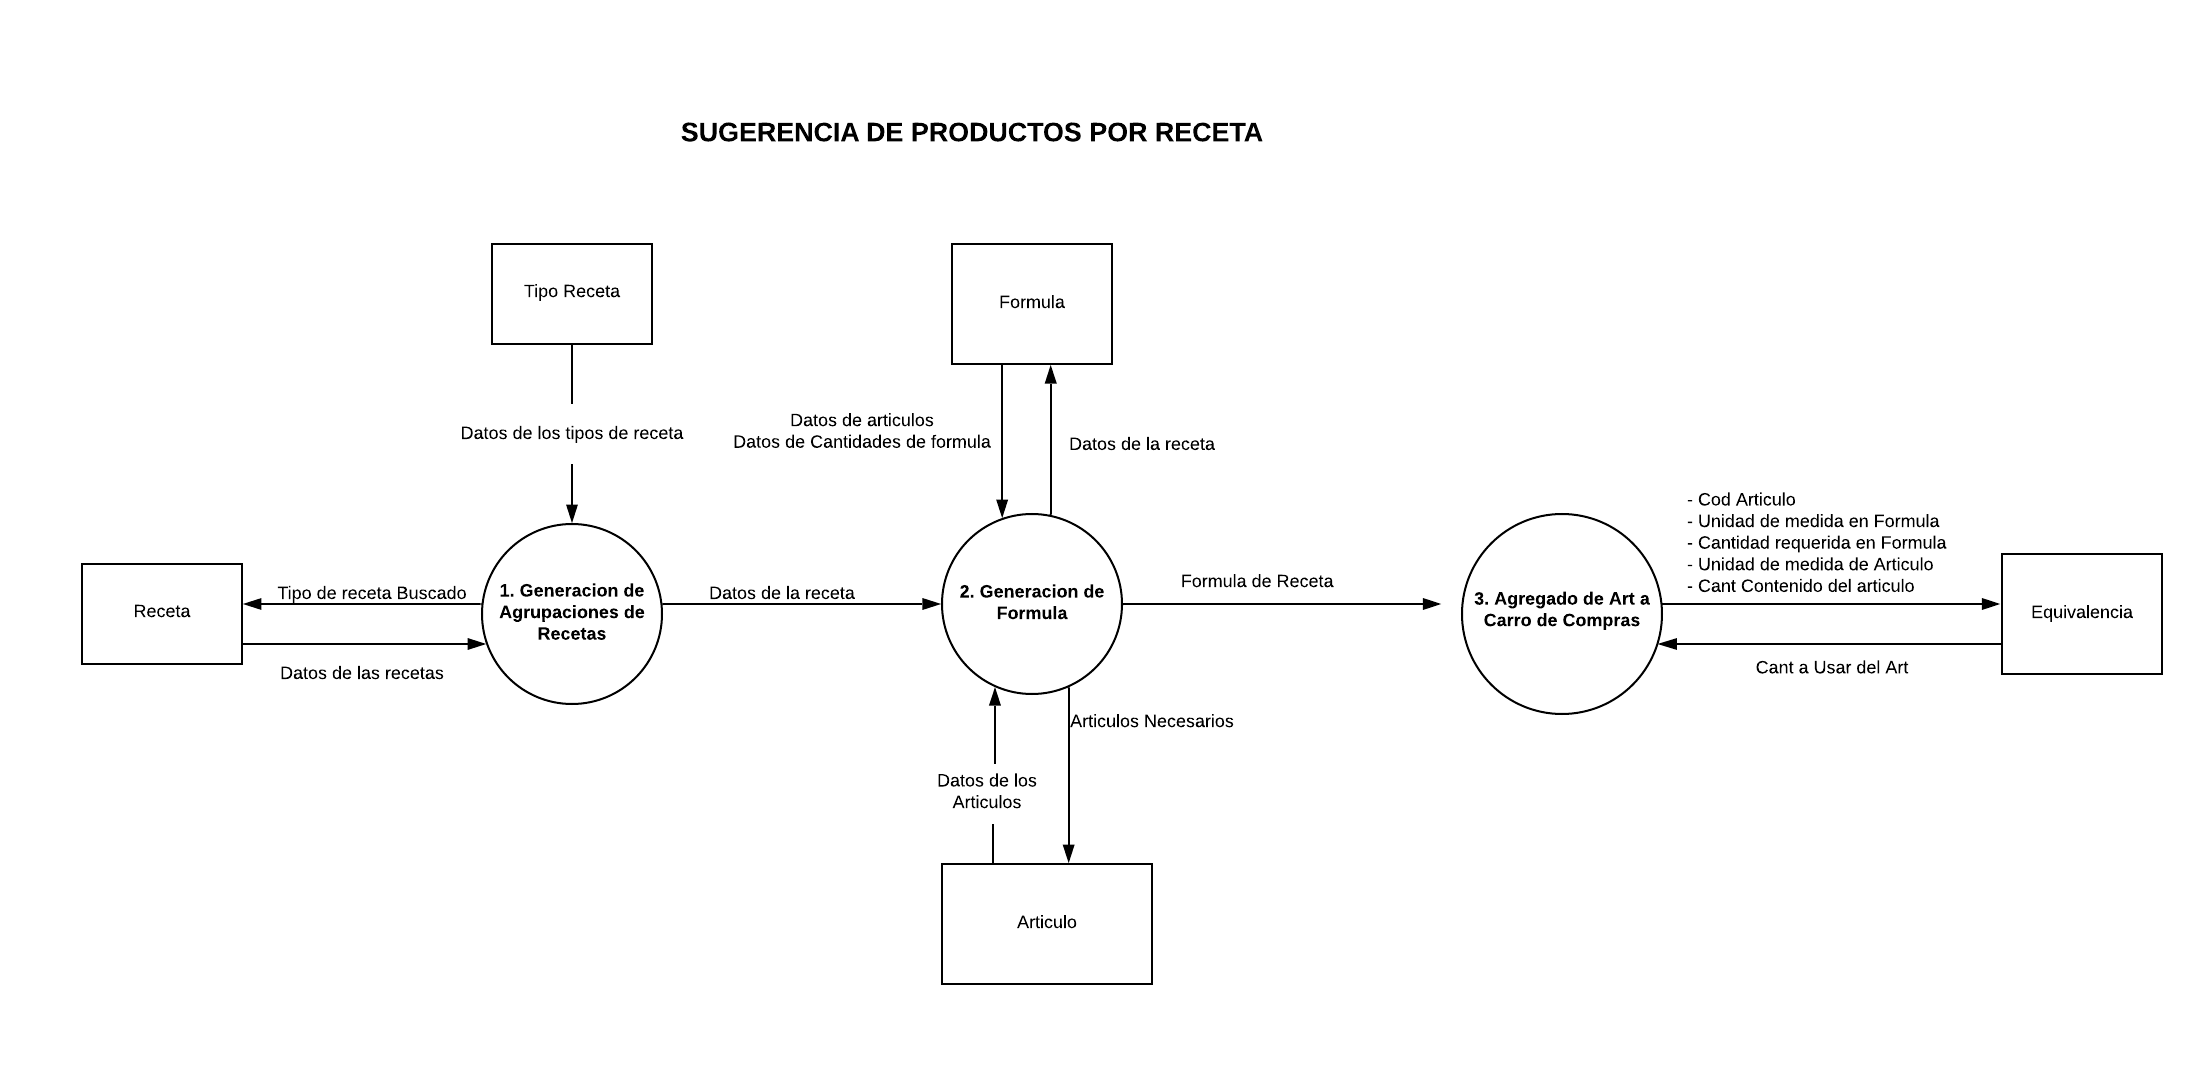 SUGERENCIA DE PRODUCTOS POR RECETA
Tipo Receta
Formula
Datos de los tipos de receta
Datos de articulos
Datos de Cantidades de formula
Datos de la receta
- Cod Articulo
- Unidad de medida en Formula
- Cantidad requerida en Formula
- Unidad de medida de Articulo
- Cant Contenido del articulo
Receta
Tipo de receta Buscado
Datos de las recetas
1. Generacion de
Agrupaciones de
Recetas
Datos de la receta
2. Generacion de
Formula
Formula de Receta
3. Agregado de Art a
Carro de Compras
Equivalencia
Cant a Usar del Art
Articulos Necesarios
Datos de los
Articulos
Articulo